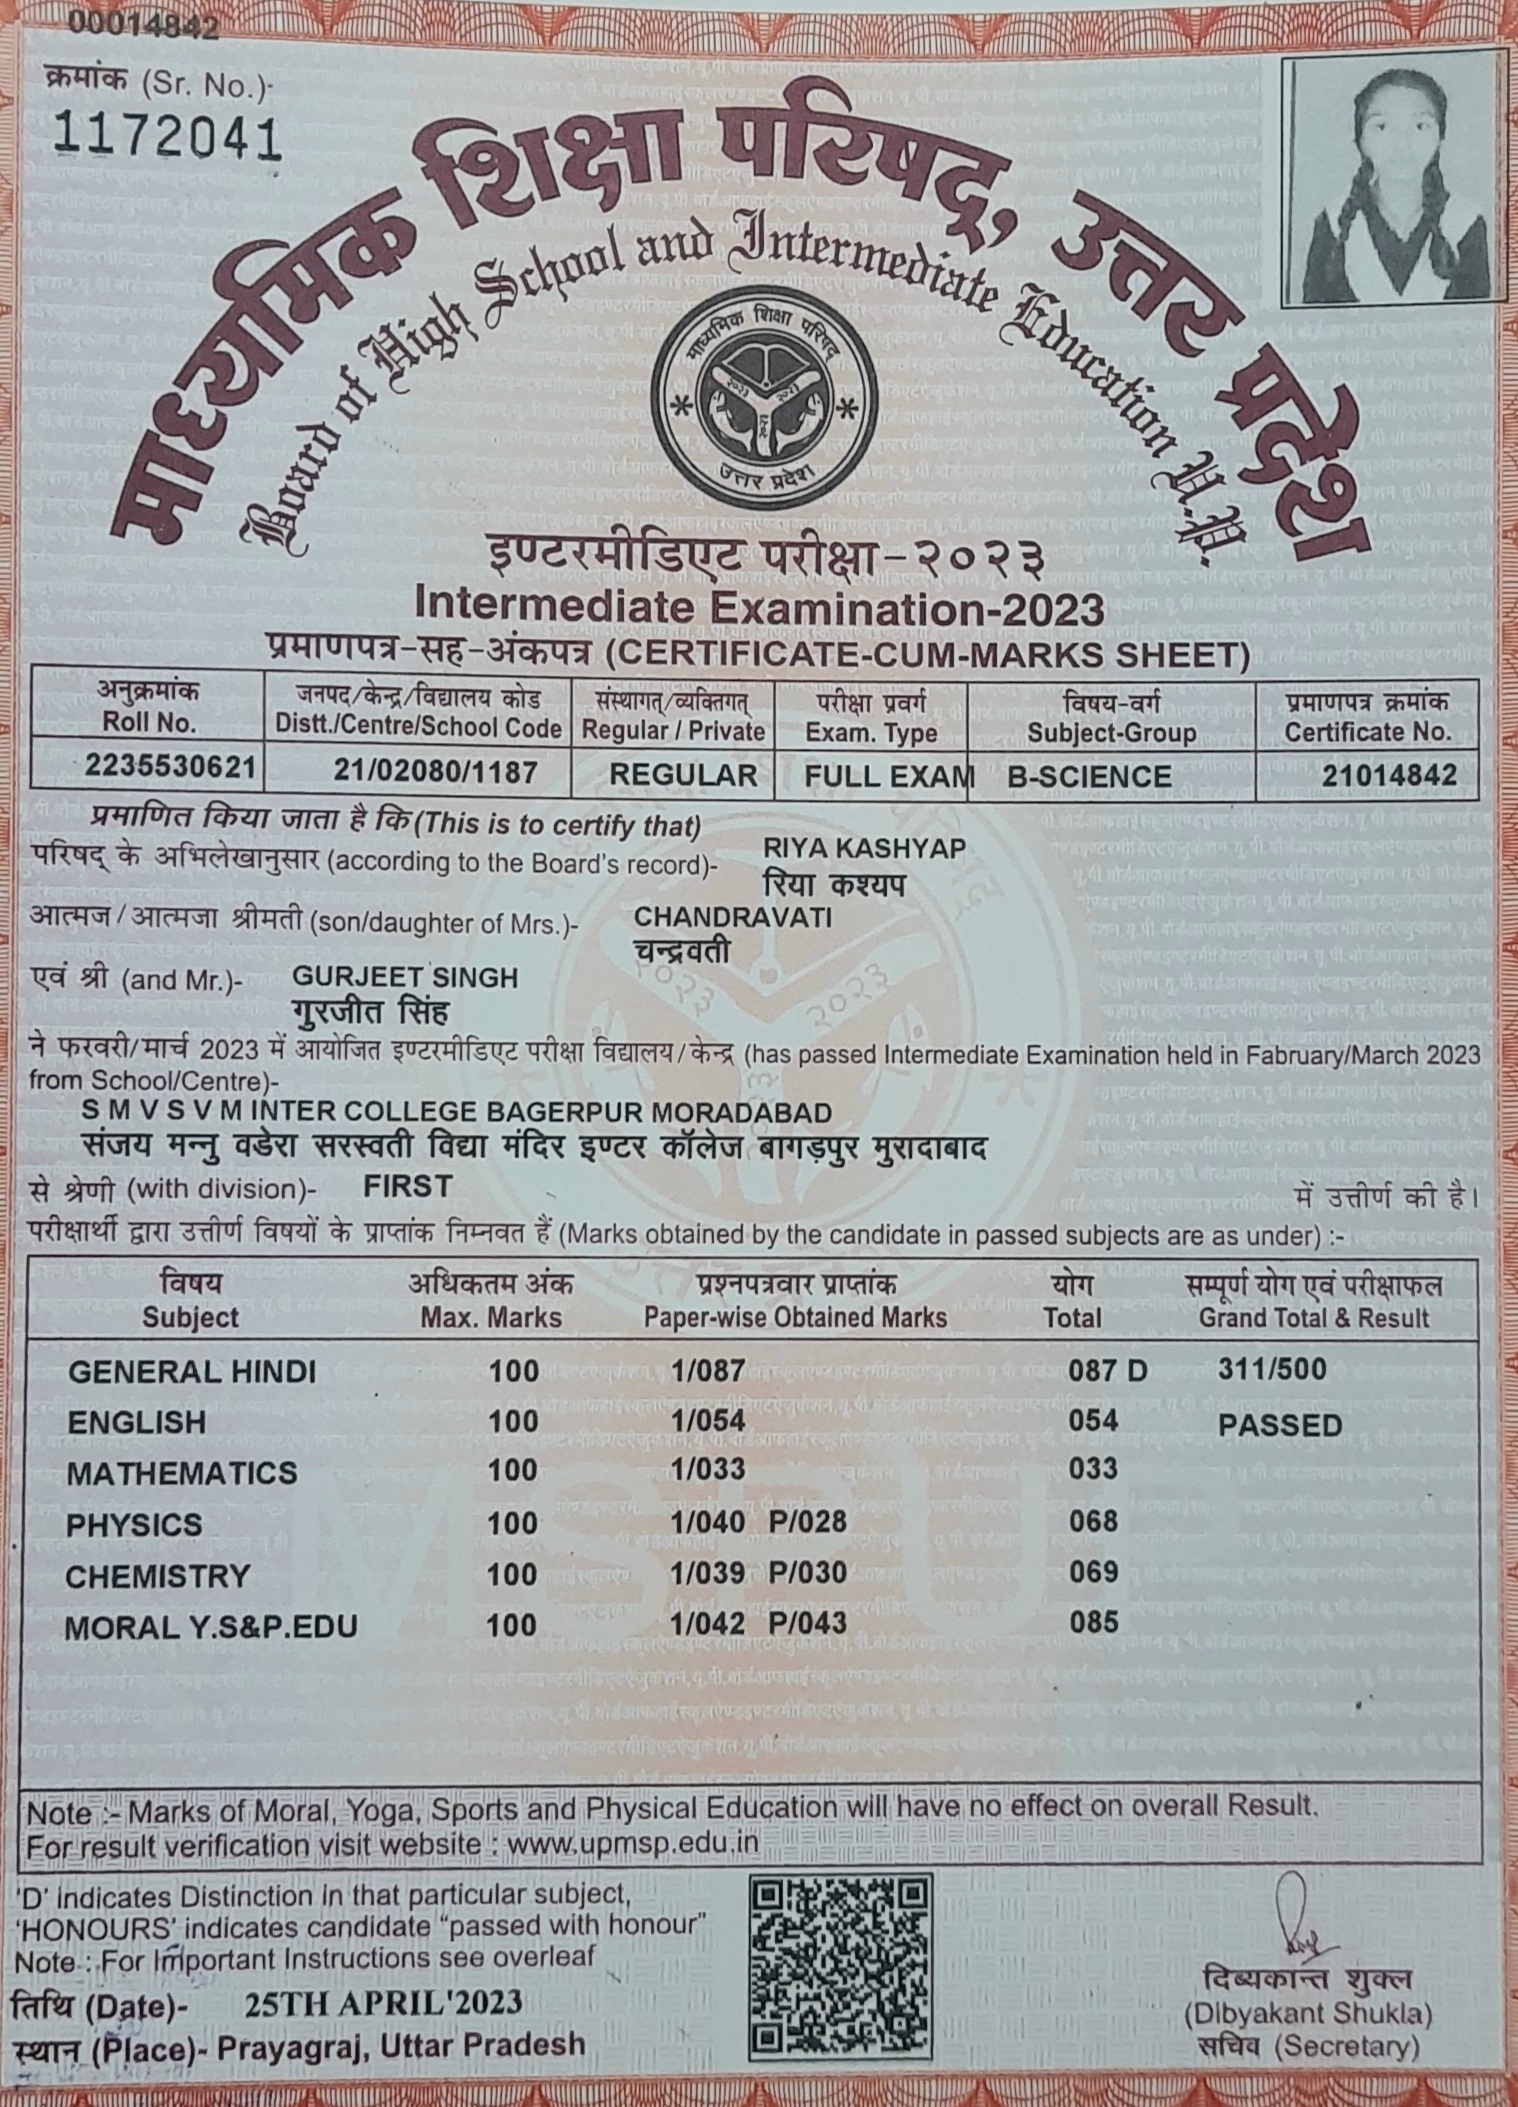 00014842
क्रमांक (Sr. No.)-
1172041
माध्यमिक शिक्षा परिषद्, उत्तर प्रदेश
Board of High School and Intermediate Education U.P.
माध्यमिक शिक्षा परिषद्
२०२३ २०२३
२०२३
उत्तर प्रदेश
इण्टरमीडिएट परीक्षा-२०२३
Intermediate Examination-2023
प्रमाणपत्र-सह-अंकपत्र (CERTIFICATE-CUM-MARKS SHEET)
अनुक्रमांक जनपद/केन्द्र/विद्यालय कोड संस्थागत्/व्यक्तिगत् परीक्षा प्रवर्ग विषय-वर्ग प्रमाणपत्र क्रमांक
Roll No. Distt./Centre/School Code Regular / Private Exam. Type Subject-Group Certificate No.
2235530621 21/02080/1187 REGULAR FULL EXAM B-SCIENCE 21014842
प्रमाणित किया जाता है कि (This is to certify that)
परिषद् के अभिलेखानुसार (according to the Board's record)- RIYA KASHYAP
रिया कश्यप
आत्मज/आत्मजा श्रीमती (son/daughter of Mrs.)- CHANDRAVATI
चन्द्रवती
एवं श्री (and Mr.)- GURJEET SINGH
गुरजीत सिंह
ने फरवरी/मार्च 2023 में आयोजित इण्टरमीडिएट परीक्षा विद्यालय/केन्द्र (has passed Intermediate Examination held in Fabruary/March 2023
from School/Centre)-
S M V S V M INTER COLLEGE BAGERPUR MORADABAD
संजय मन्नु वडेरा सरस्वती विद्या मंदिर इण्टर कॉलेज बागड़पुर मुरादाबाद
से श्रेणी (with division)- FIRST में उत्तीर्ण की है।
परीक्षार्थी द्वारा उत्तीर्ण विषयों के प्राप्तांक निम्नवत हैं (Marks obtained by the candidate in passed subjects are as under) :-
विषय अधिकतम अंक प्रश्नपत्रवार प्राप्तांक योग सम्पूर्ण योग एवं परीक्षाफल
Subject Max. Marks Paper-wise Obtained Marks Total Grand Total & Result
GENERAL HINDI 100 1/087 087 D 311/500
ENGLISH 100 1/054 054 PASSED
MATHEMATICS 100 1/033 033
PHYSICS 100 1/040 P/028 068
CHEMISTRY 100 1/039 P/030 069
MORAL Y.S&P.EDU 100 1/042 P/043 085
Note :- Marks of Moral, Yoga, Sports and Physical Education will have no effect on overall Result.
For result verification visit website : www.upmsp.edu.in
'D' Indicates Distinction in that particular subject,
'HONOURS' indicates candidate "passed with honour"
Note : For Important Instructions see overleaf
तिथि (Date)- 25TH APRIL'2023
स्थान (Place)- Prayagraj, Uttar Pradesh
दिब्यकान्त शुक्ल
(Dibyakant Shukla)
सचिव (Secretary)